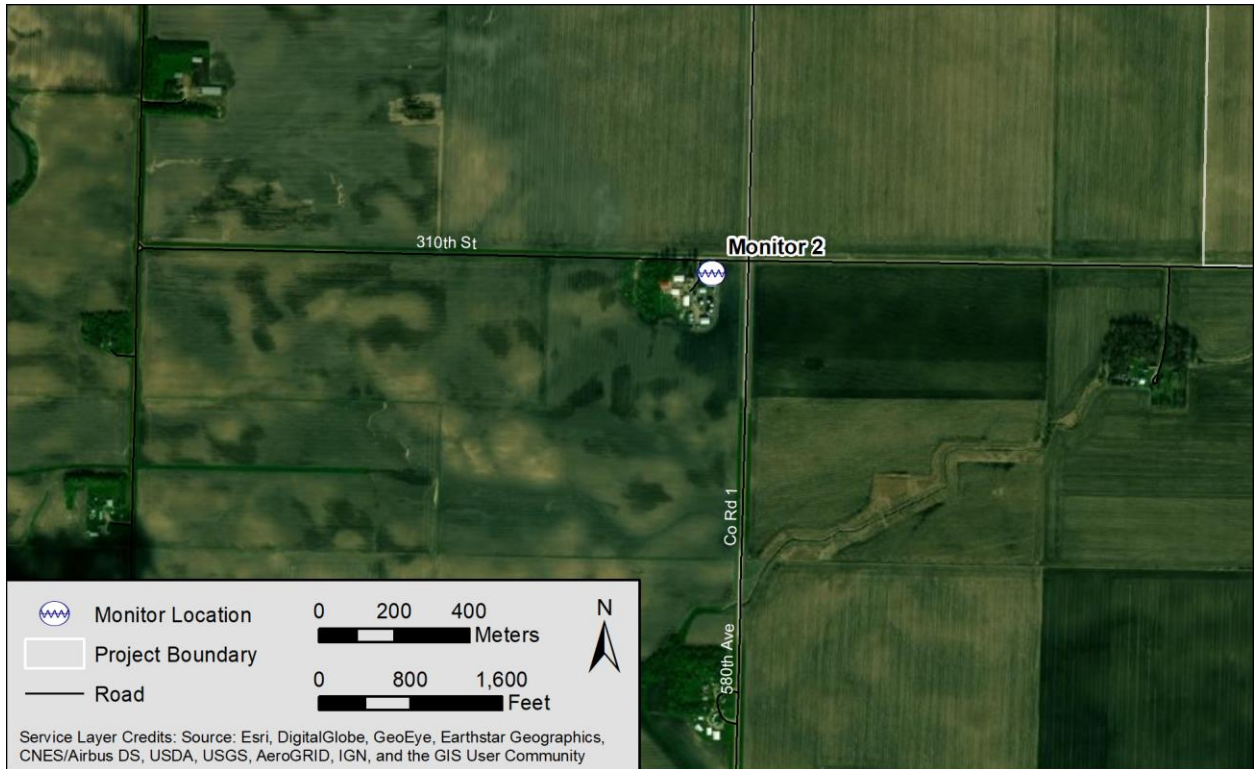 310th St
Monitor 2
Co Rd 1
580th Ave
Monitor Location
Project Boundary
Road
0 200 400
Meters
0 800 1,600
Feet
N
Service Layer Credits: Source: Esri, DigitalGlobe, GeoEye, Earthstar Geographics,
CNES/Airbus DS, USDA, USGS, AeroGRID, IGN, and the GIS User Community